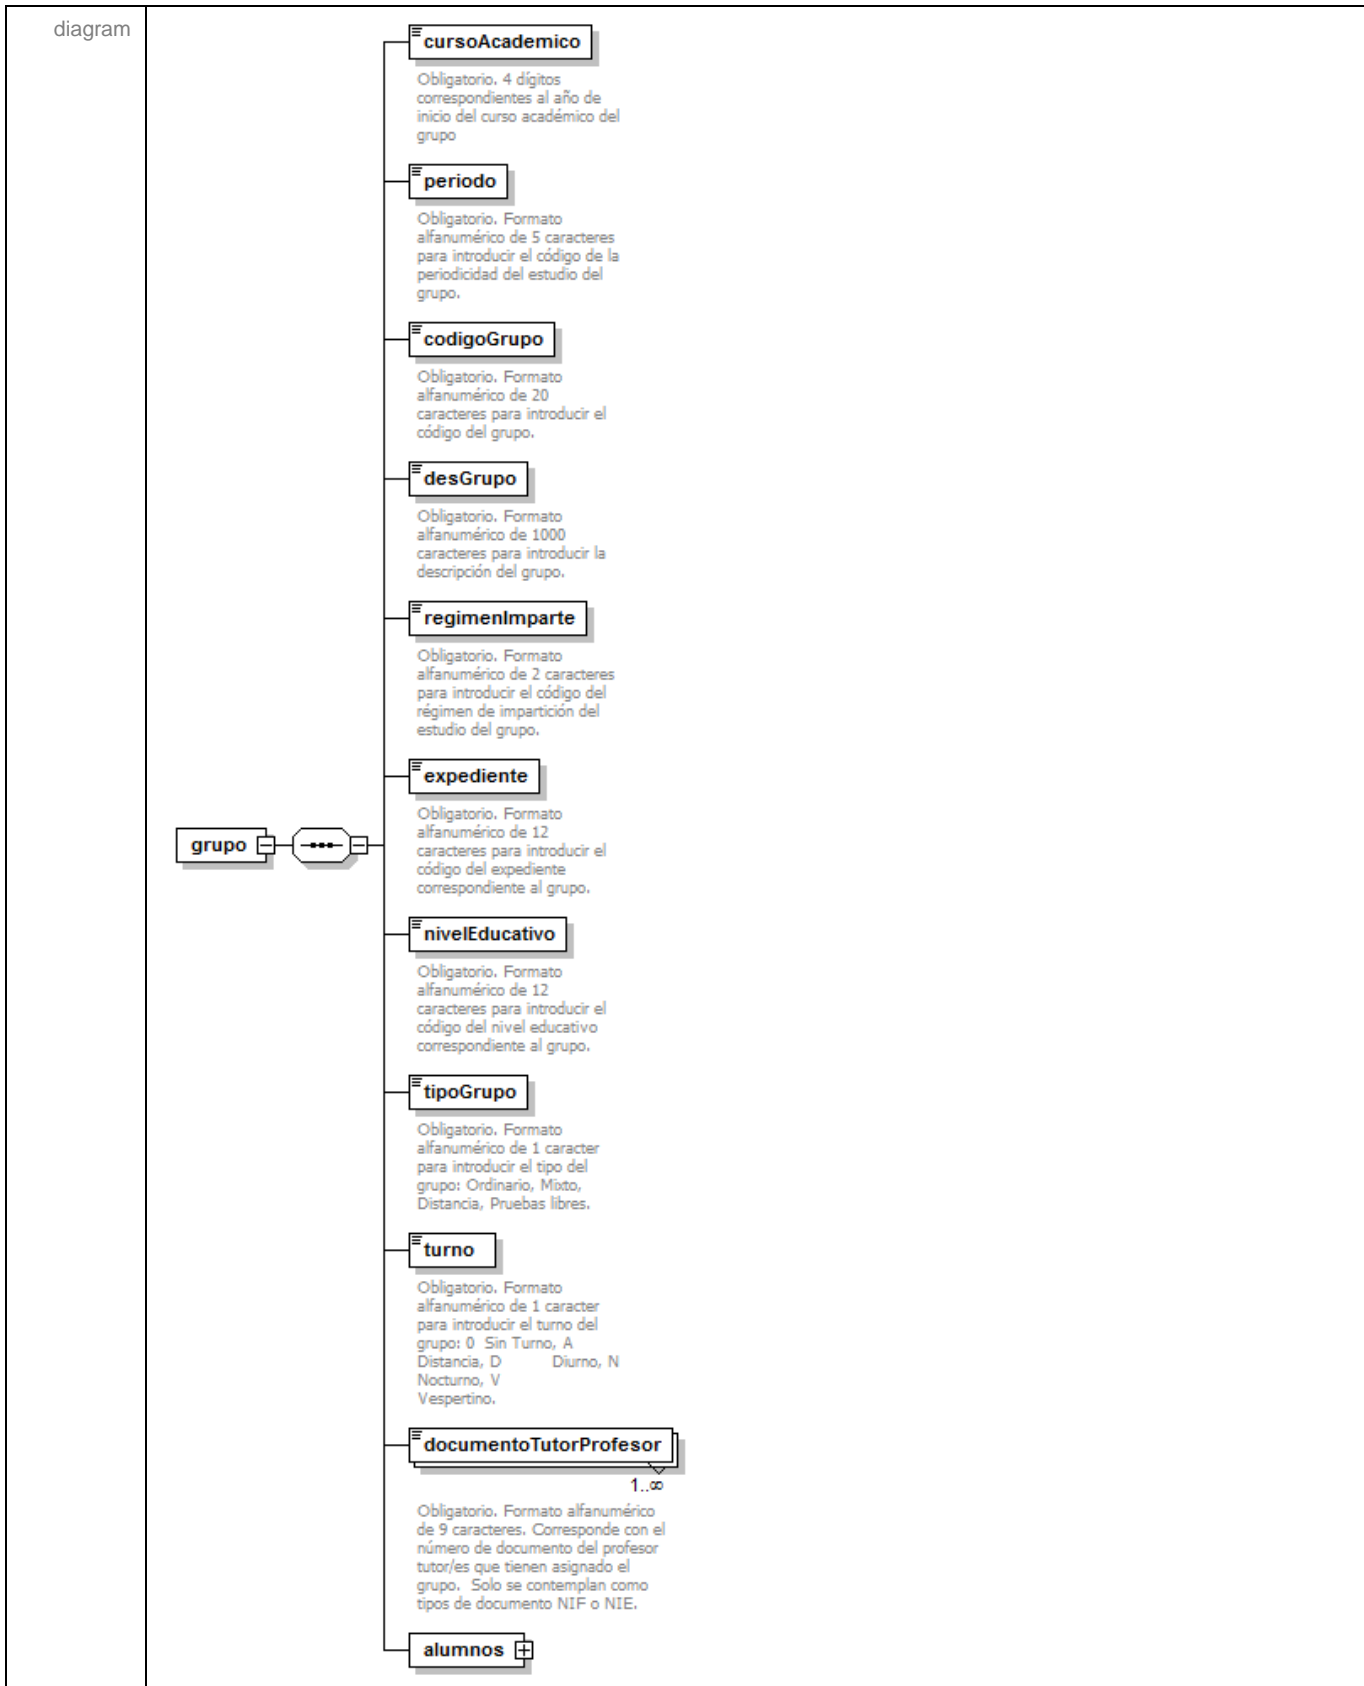 diagram
cursoAcademico
Obligatorio. 4 dígitos
correspondientes al año de
inicio del curso académico del
grupo
periodo
Obligatorio. Formato
alfanumérico de 5 caracteres
para introducir el código de la
periodicidad del estudio del
grupo.
codigoGrupo
Obligatorio. Formato
alfanumérico de 20
caracteres para introducir el
código del grupo.
desGrupo
Obligatorio. Formato
alfanumérico de 1000
caracteres para introducir la
descripción del grupo.
regimenImparte
Obligatorio. Formato
alfanumérico de 2 caracteres
para introducir el código del
régimen de impartición del
estudio del grupo.
expediente
Obligatorio. Formato
alfanumérico de 12
caracteres para introducir el
código del expediente
correspondiente al grupo.
grupo
nivelEducativo
Obligatorio. Formato
alfanumérico de 12
caracteres para introducir el
código del nivel educativo
correspondiente al grupo.
tipoGrupo
Obligatorio. Formato
alfanumérico de 1 caracter
para introducir el tipo del
grupo: Ordinario, Mixto,
Distancia, Pruebas libres.
turno
Obligatorio. Formato
alfanumérico de 1 caracter
para introducir el turno del
grupo: 0 Sin Turno, A
Distancia, D Diurno, N
Nocturno, V
Vespertino.
documentoTutorProfesor
1..∞
Obligatorio. Formato alfanumérico
de 9 caracteres. Corresponde con el
número de documento del profesor
tutor/es que tienen asignado el
grupo. Solo se contemplan como
tipos de documento NIF o NIE.
alumnos